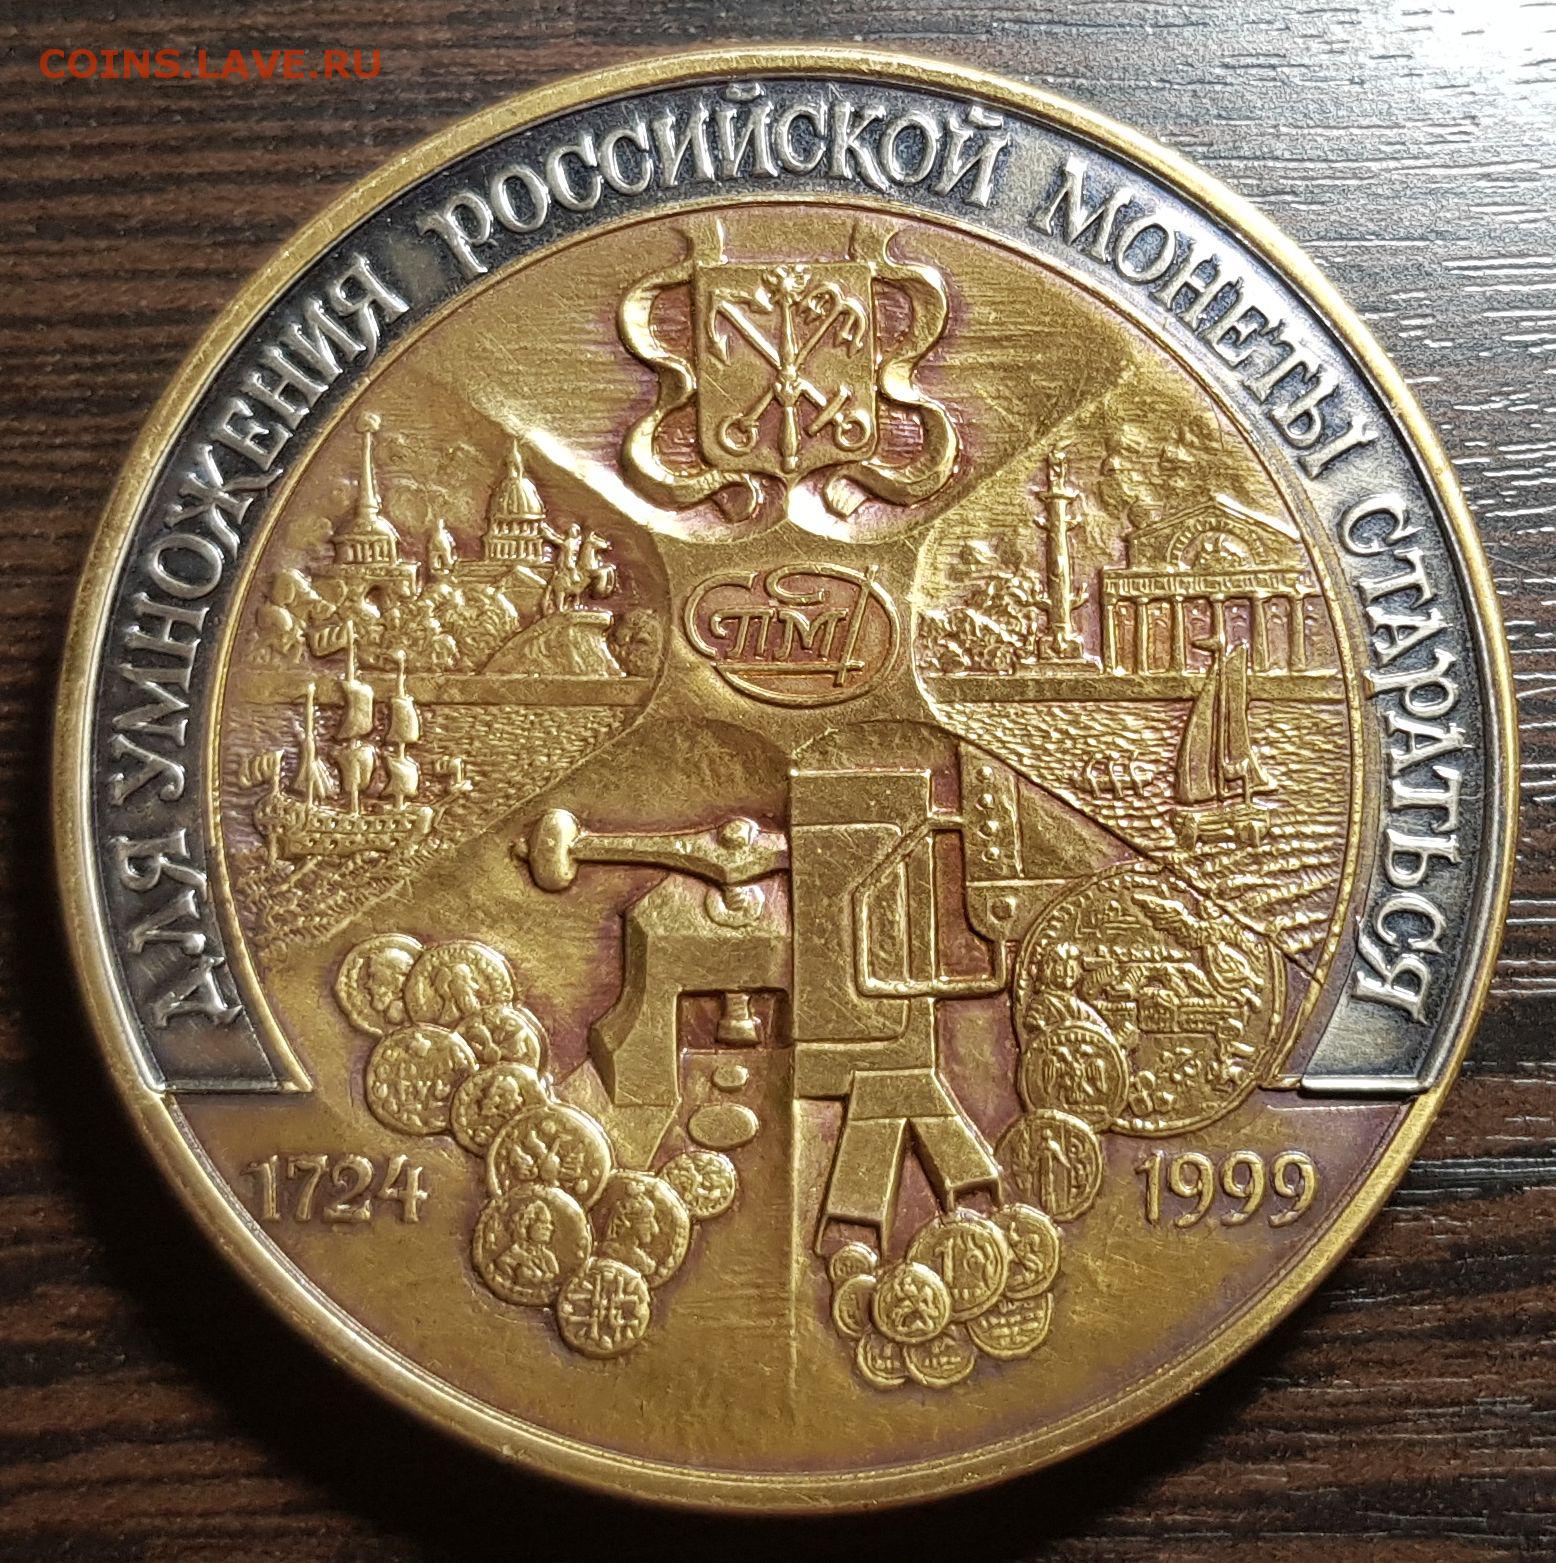 COINS.LAVE.RU
ДЛЯ УМНОЖЕНИЯ РОССИЙСКОЙ МОНЕТЫ СТАРАТЬСЯ
СПМД
1724
1999